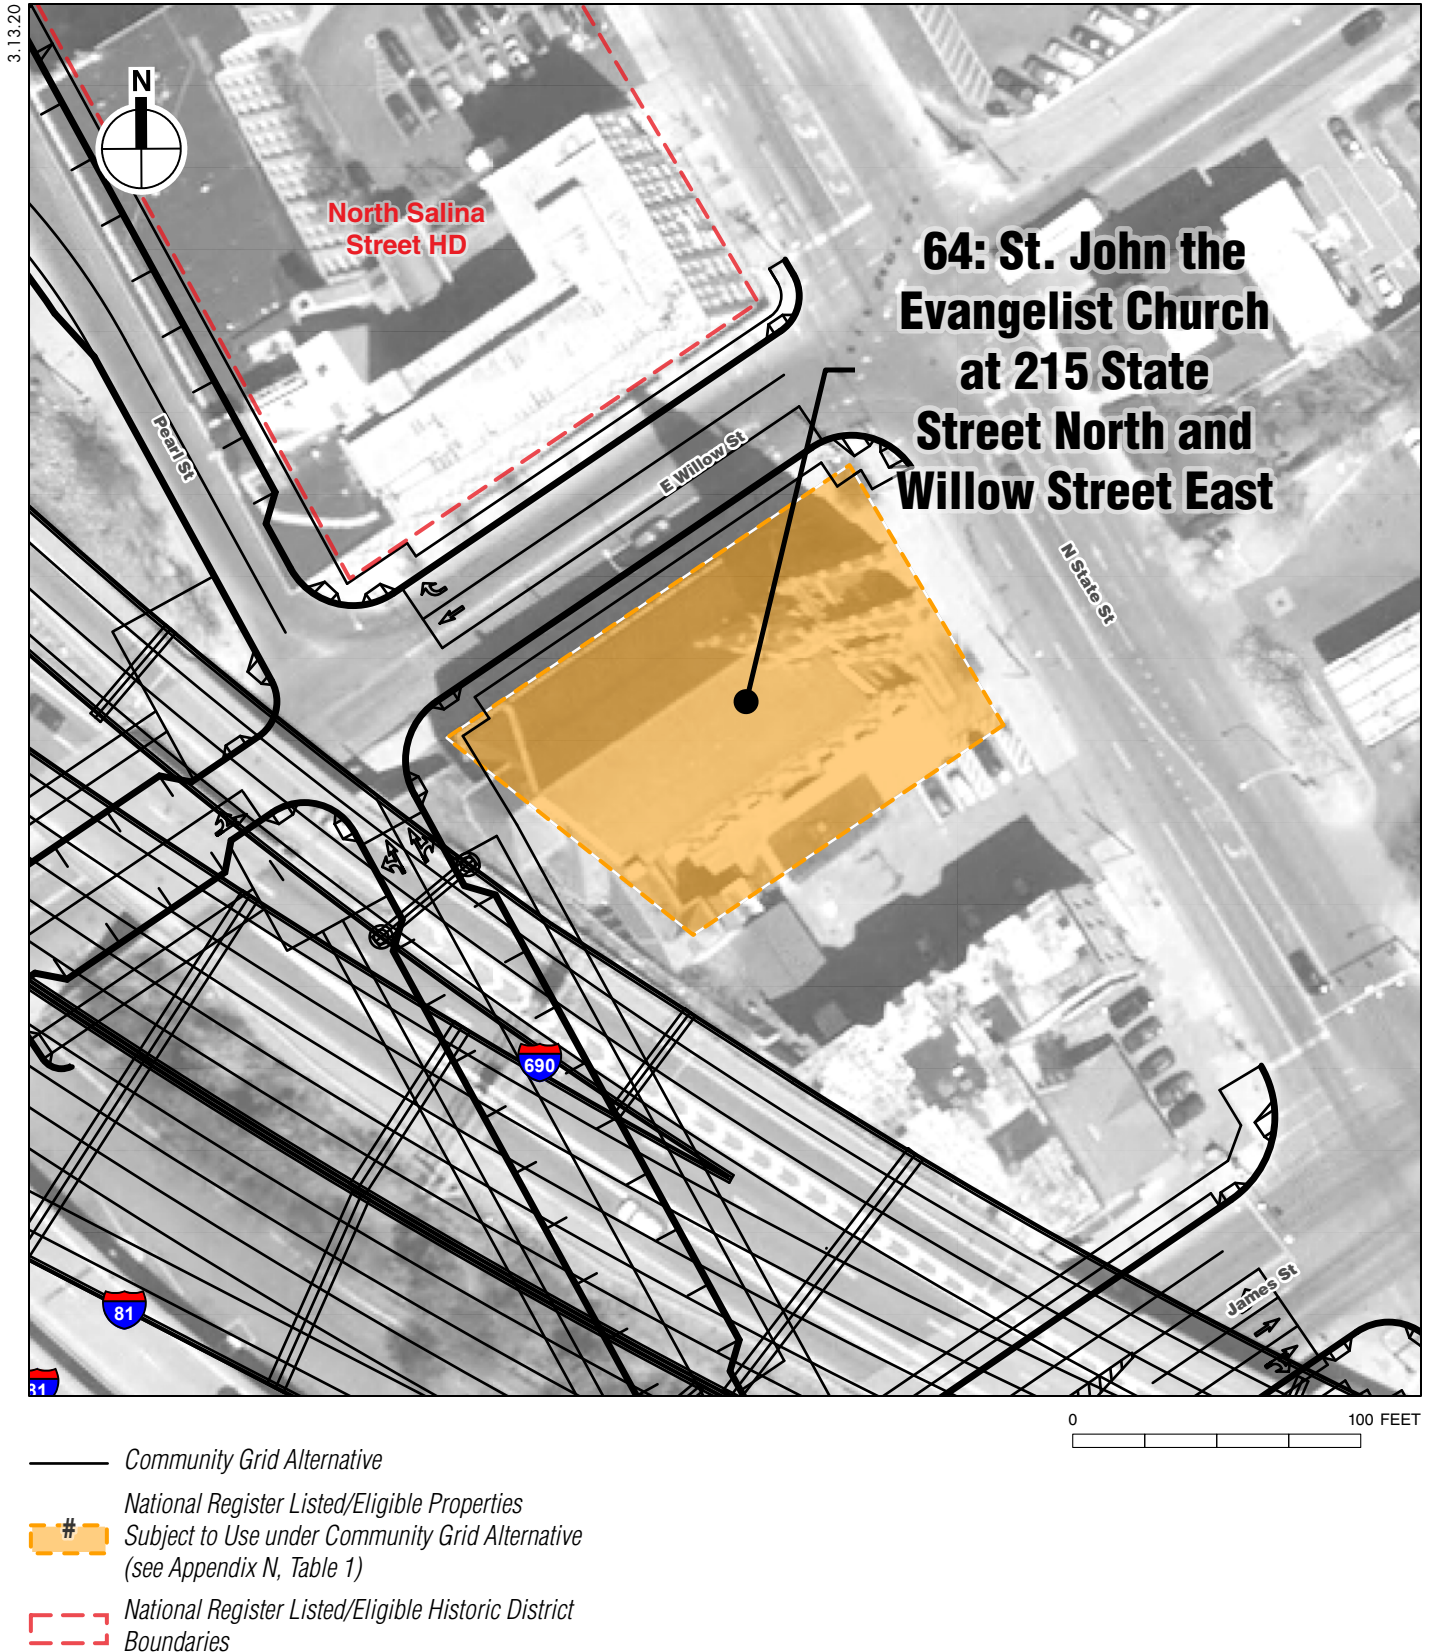 3.13.20
N
North Salina
Street HD
64: St. John the
Evangelist Church
at 215 State
Street North and
Willow Street East
Pearl St
E Willow St
N State St
690
James St
81
81
0
100 FEET
Community Grid Alternative
National Register Listed/Eligible Properties
#
Subject to Use under Community Grid Alternative
(see Appendix N, Table 1)
National Register Listed/Eligible Historic District
Boundaries